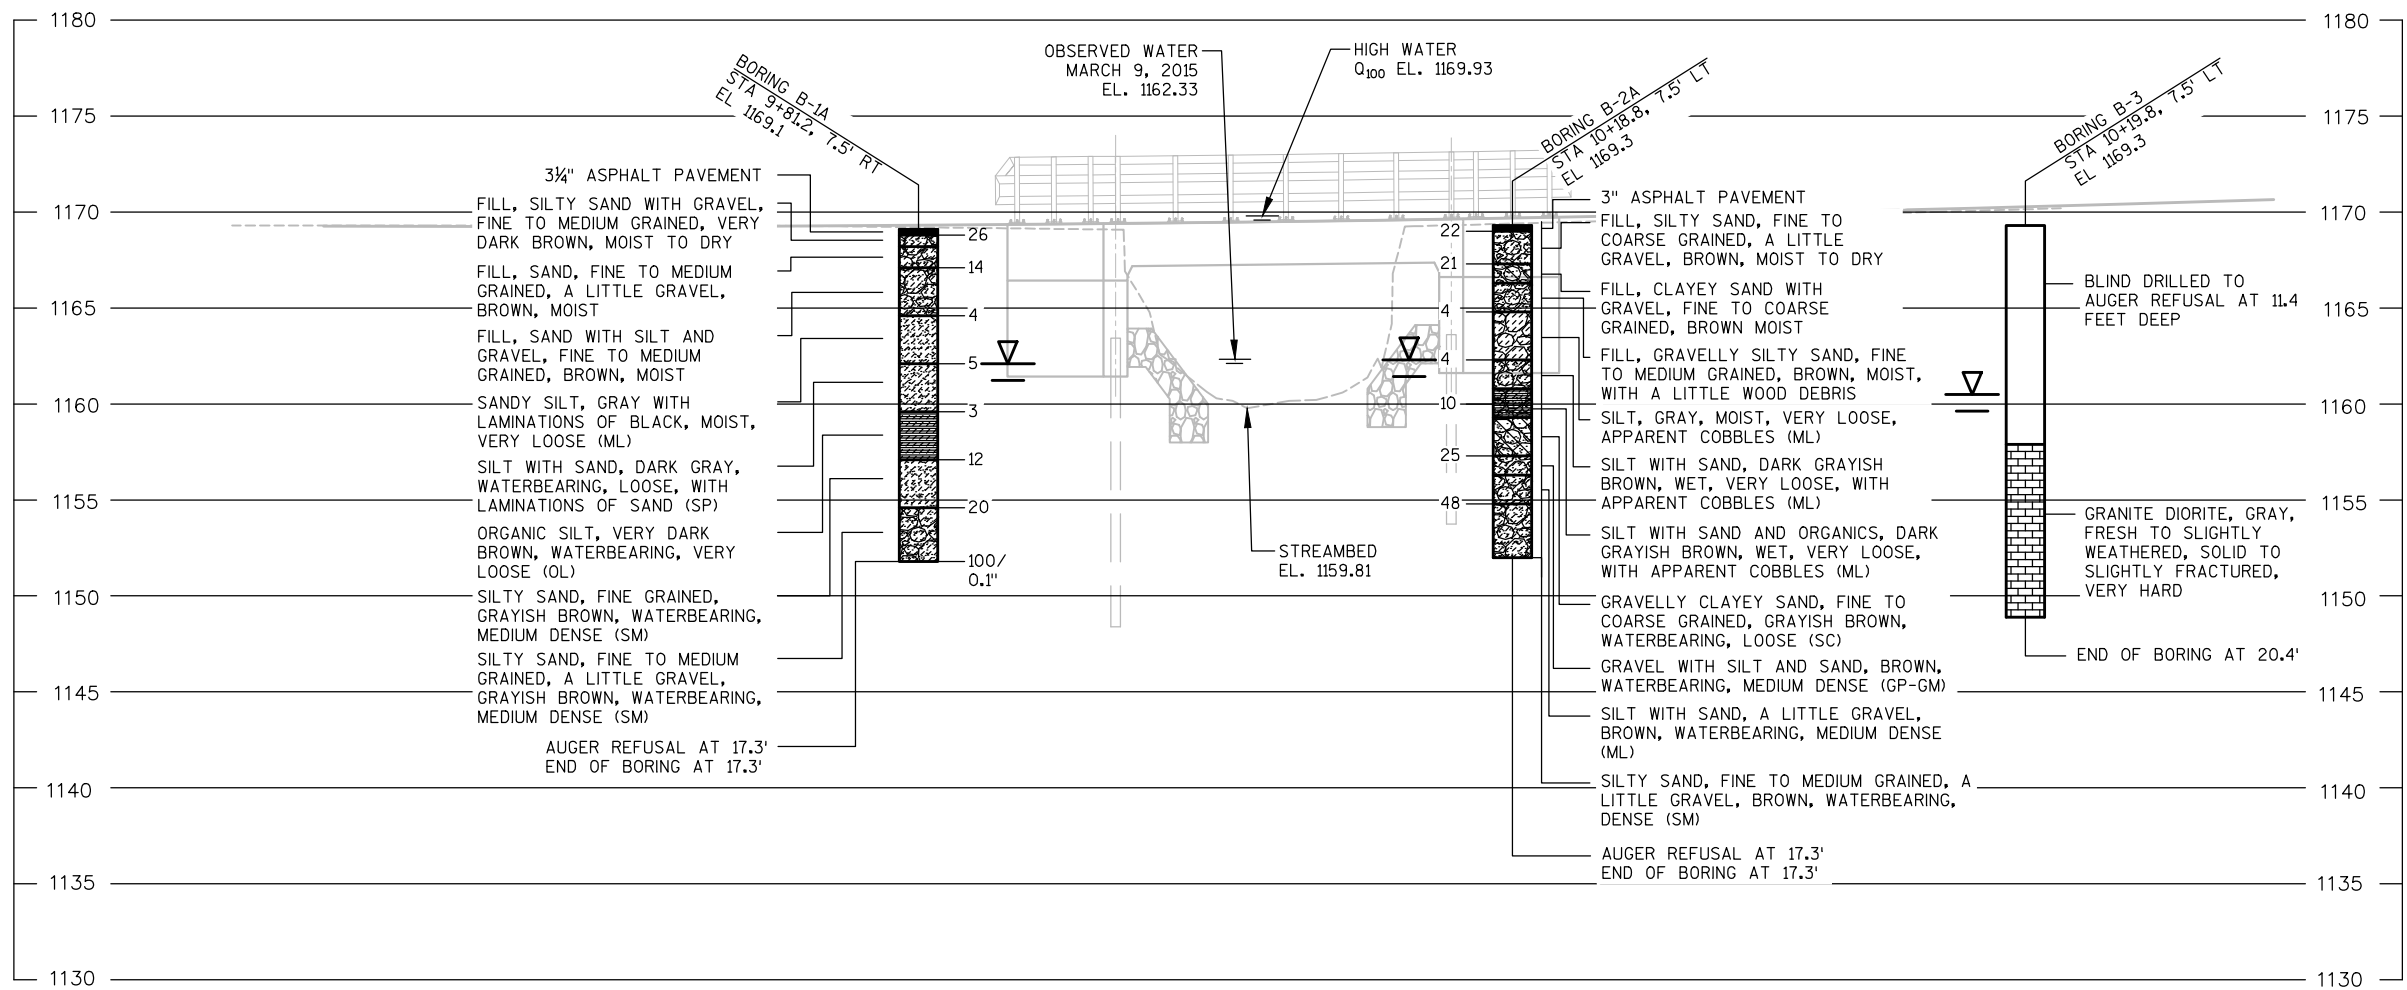 1180
1175
1170
1165
1160
1155
1150
1145
1140
1135
1130
BORING B-1A
STA 9+81.2, 7.5' RT
EL 1169.1
3¼" ASPHALT PAVEMENT
FILL, SILTY SAND WITH GRAVEL,
FINE TO MEDIUM GRAINED, VERY
DARK BROWN, MOIST TO DRY
FILL, SAND, FINE TO MEDIUM
GRAINED, A LITTLE GRAVEL,
BROWN, MOIST
FILL, SAND WITH SILT AND
GRAVEL, FINE TO MEDIUM
GRAINED, BROWN, MOIST
SANDY SILT, GRAY WITH
LAMINATIONS OF BLACK, MOIST,
VERY LOOSE (ML)
SILT WITH SAND, DARK GRAY,
WATERBEARING, LOOSE, WITH
LAMINATIONS OF SAND (SP)
ORGANIC SILT, VERY DARK
BROWN, WATERBEARING, VERY
LOOSE (OL)
SILTY SAND, FINE GRAINED,
GRAYISH BROWN, WATERBEARING,
MEDIUM DENSE (SM)
SILTY SAND, FINE TO MEDIUM
GRAINED, A LITTLE GRAVEL,
GRAYISH BROWN, WATERBEARING,
MEDIUM DENSE (SM)
AUGER REFUSAL AT 17.3'
END OF BORING AT 17.3'
26
14
4
5
3
12
20
100/
0.1"
OBSERVED WATER
MARCH 9, 2015
EL. 1162.33
HIGH WATER
Q100 EL. 1169.93
STREAMBED
EL. 1159.81
BORING B-2A
STA 10+18.8, 7.5' LT
EL 1169.3
22
21
4
4
10
25
48
3" ASPHALT PAVEMENT
FILL, SILTY SAND, FINE TO
COARSE GRAINED, A LITTLE
GRAVEL, BROWN, MOIST TO DRY
FILL, CLAYEY SAND WITH
GRAVEL, FINE TO COARSE
GRAINED, BROWN MOIST
FILL, GRAVELLY SILTY SAND, FINE
TO MEDIUM GRAINED, BROWN, MOIST,
WITH A LITTLE WOOD DEBRIS
SILT, GRAY, MOIST, VERY LOOSE,
APPARENT COBBLES (ML)
SILT WITH SAND, DARK GRAYISH
BROWN, WET, VERY LOOSE, WITH
APPARENT COBBLES (ML)
SILT WITH SAND AND ORGANICS, DARK
GRAYISH BROWN, WET, VERY LOOSE,
WITH APPARENT COBBLES (ML)
GRAVELLY CLAYEY SAND, FINE TO
COARSE GRAINED, GRAYISH BROWN,
WATERBEARING, LOOSE (SC)
GRAVEL WITH SILT AND SAND, BROWN,
WATERBEARING, MEDIUM DENSE (GP-GM)
SILT WITH SAND, A LITTLE GRAVEL,
BROWN, WATERBEARING, MEDIUM DENSE
(ML)
SILTY SAND, FINE TO MEDIUM GRAINED, A
LITTLE GRAVEL, BROWN, WATERBEARING,
DENSE (SM)
AUGER REFUSAL AT 17.3'
END OF BORING AT 17.3'
BORING B-3
STA 10+19.8, 7.5' LT
EL 1169.3
BLIND DRILLED TO
AUGER REFUSAL AT 11.4
FEET DEEP
GRANITE DIORITE, GRAY,
FRESH TO SLIGHTLY
WEATHERED, SOLID TO
SLIGHTLY FRACTURED,
VERY HARD
END OF BORING AT 20.4'
1180
1175
1170
1165
1160
1155
1150
1145
1140
1135
1130